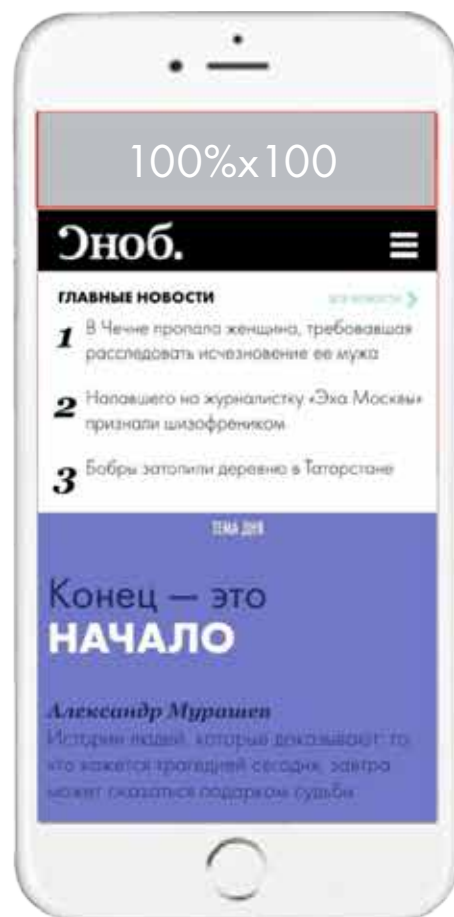 100%x100
Сноб.
ГЛАВНЫЕ НОВОСТИ
ВСЕ НОВОСТИ
1 В Чечне пропала женщина, требовавшая
расследовать исчезновение ее мужа
2 Напавшего на журналистку «Эха Москвы»
признали шизофреником
3 Бобры затопили деревню в Татарстане
ТЕМА ДНЯ
Конец — это
НАЧАЛО
Александр Мурашев
Истории людей, которые доказывают: то,
что кажется трагедией сегодня, завтра
может оказаться подарком судьбы